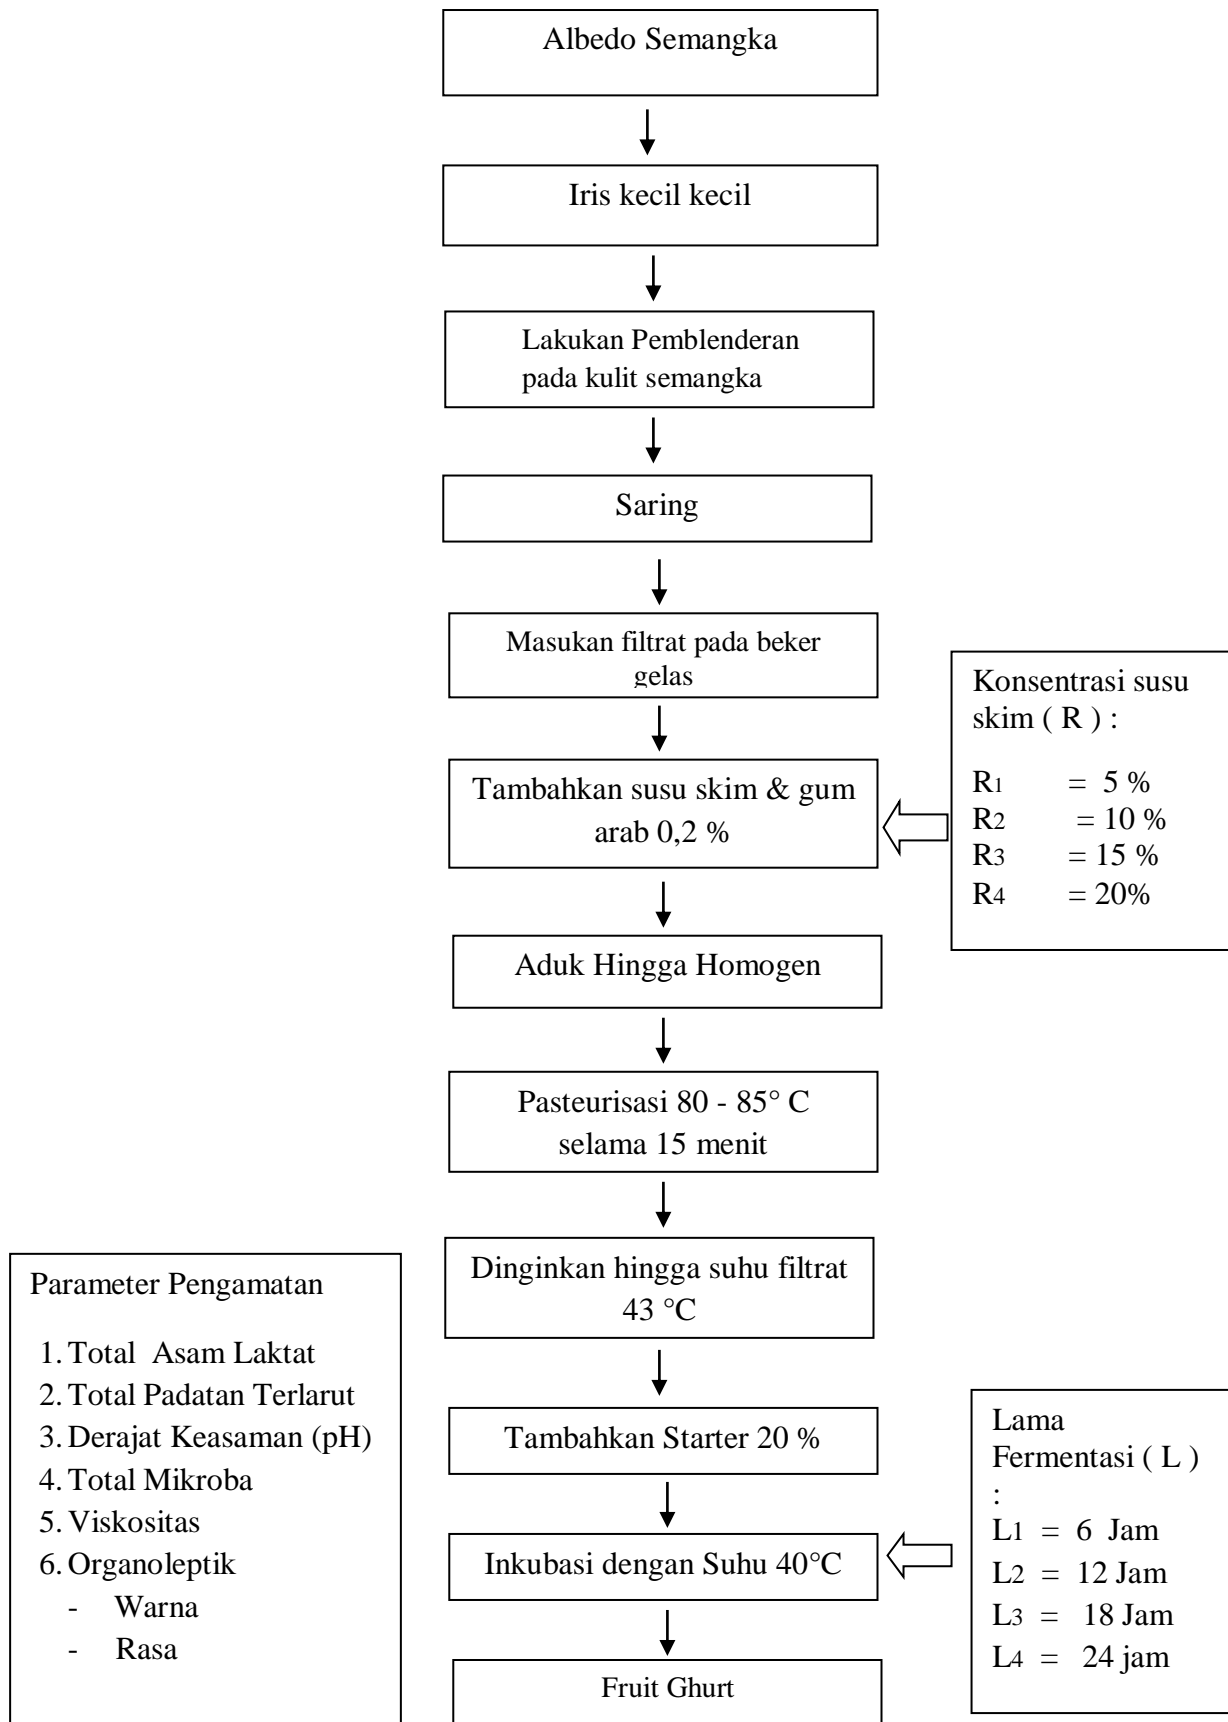 Albedo Semangka
Iris kecil kecil
Lakukan Pemblenderan
pada kulit semangka
Saring
Masukan filtrat pada beker
gelas
Tambahkan susu skim & gum
arab 0,2 %
Konsentrasi susu
skim ( R ) :
R1 = 5 %
R2 = 10 %
R3 = 15 %
R4 = 20%
Aduk Hingga Homogen
Pasteurisasi 80 - 85° C
selama 15 menit
Dinginkan hingga suhu filtrat
43 °C
Tambahkan Starter 20 %
Inkubasi dengan Suhu 40°C
Lama
Fermentasi ( L )
:
L1 = 6 Jam
L2 = 12 Jam
L3 = 18 Jam
L4 = 24 jam
Fruit Ghurt
Parameter Pengamatan
1. Total Asam Laktat
2. Total Padatan Terlarut
3. Derajat Keasaman (pH)
4. Total Mikroba
5. Viskositas
6. Organoleptik
- Warna
- Rasa